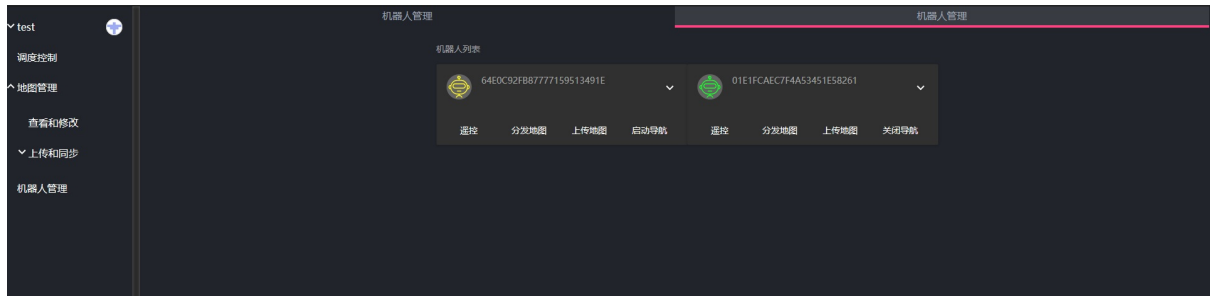 test
调度控制
地图管理
查看和修改
上传和同步
机器人管理
机器人管理
机器人管理
机器人列表
64E0C92FB87777159513491E
遥控 分发地图 上传地图 启动导航
01E1FCAEC7F4A53451E58261
遥控 分发地图 上传地图 关闭导航